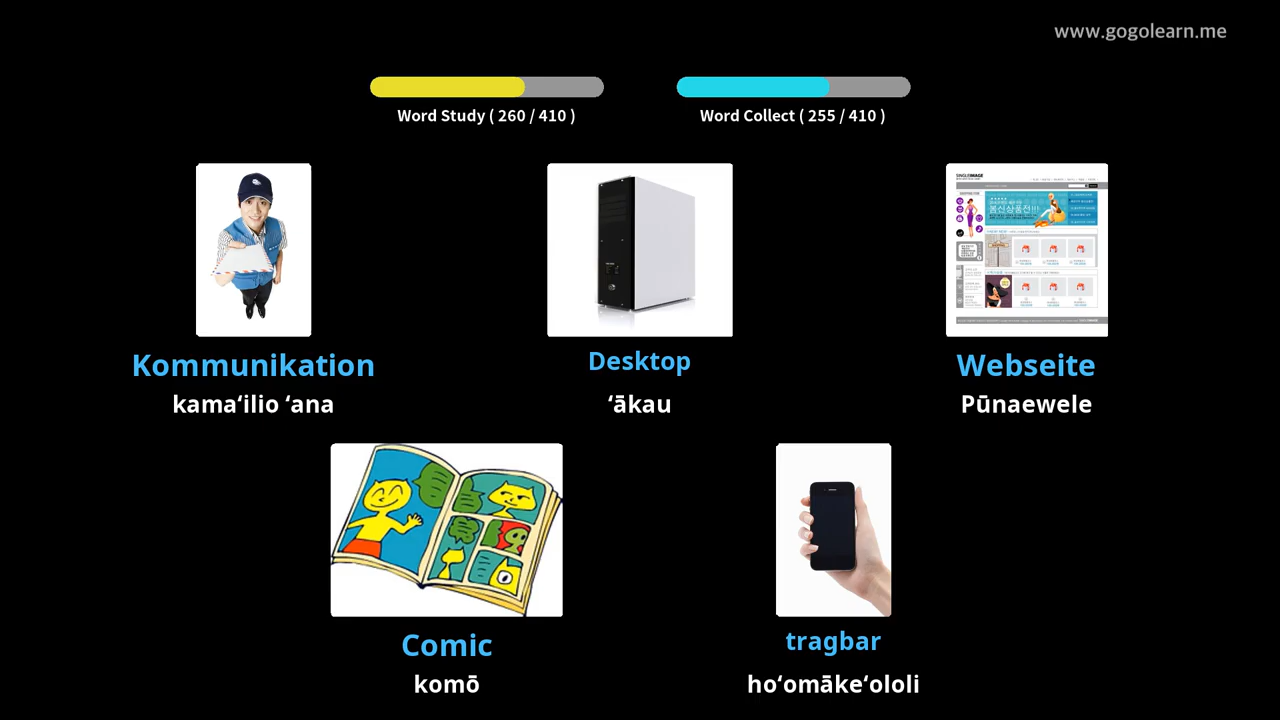 www.gogolearn.me
Word Study ( 260 / 410 )
Word Collect ( 255 / 410 )
Kommunikation
kamaʻilio ʻana
Desktop
ʻākau
Webseite
Pūnaewele
Comic
komō
tragbar
hoʻomākeʻololi